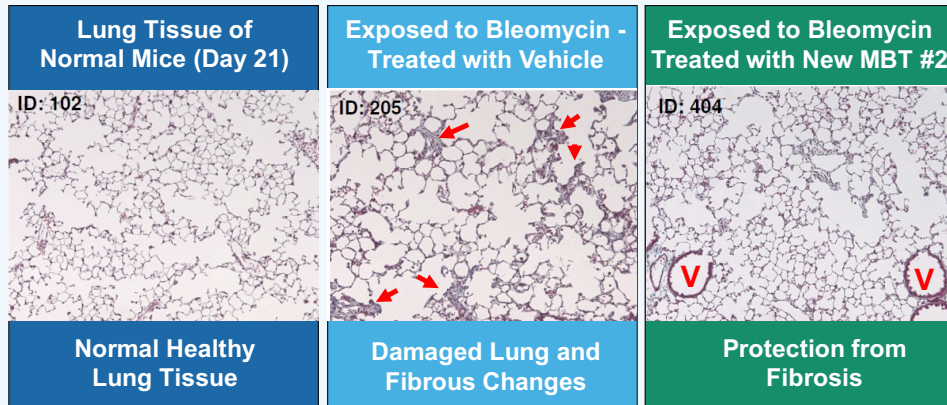 Lung Tissue of
Normal Mice (Day 21)
ID: 102
Normal Healthy
Lung Tissue
Exposed to Bleomycin -
Treated with Vehicle
ID: 205
Damaged Lung and
Fibrous Changes
Exposed to Bleomycin
Treated with New MBT #2
ID: 404
V
V
Protection from
Fibrosis